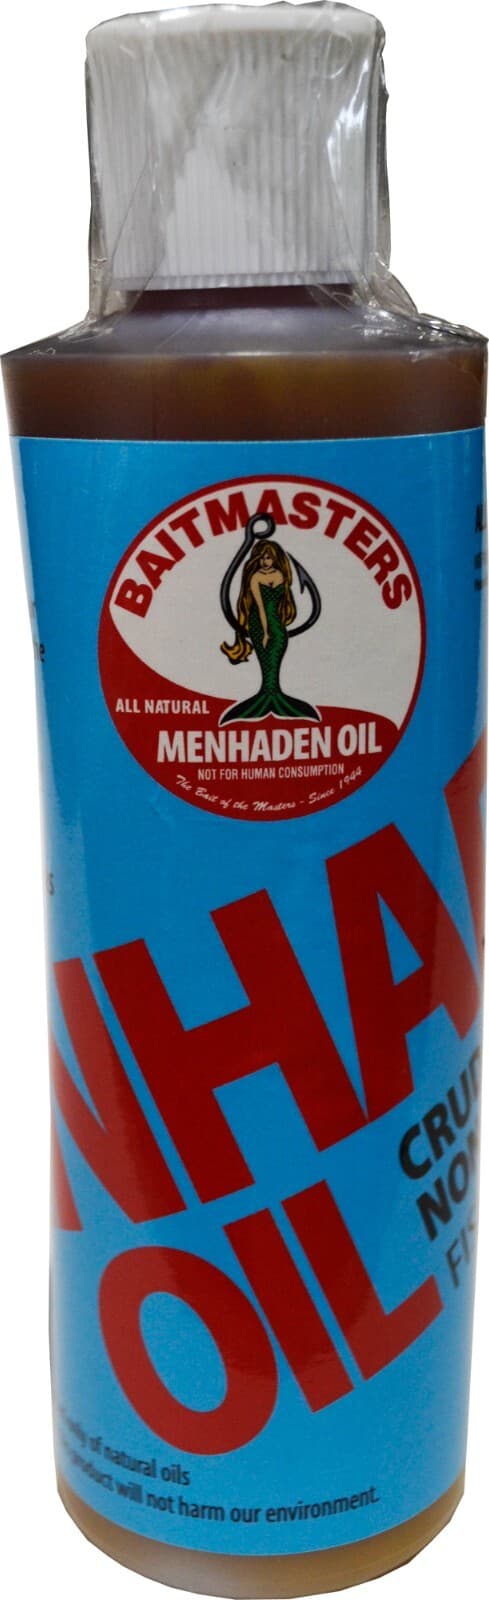 BAITMASTERS
ALL NATURAL
MENHADEN OIL
NOT FOR HUMAN CONSUMPTION
The Bait of the Masters - Since 1944
NHA
OIL
CRU
NO
FIS
of natural oils
product will not harm our environment.